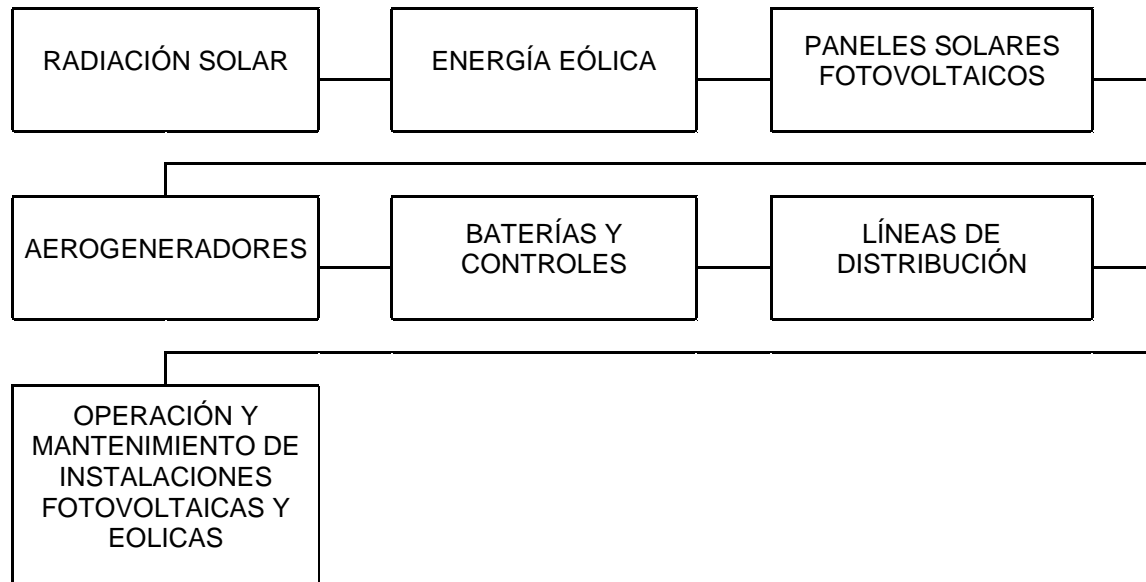 RADIACIÓN SOLAR
ENERGÍA EÓLICA
PANELES SOLARES
FOTOVOLTAICOS
AEROGENERADORES
BATERÍAS Y
CONTROLES
LÍNEAS DE
DISTRIBUCIÓN
OPERACIÓN Y
MANTENIMIENTO DE
INSTALACIONES
FOTOVOLTAICAS Y
EOLICAS